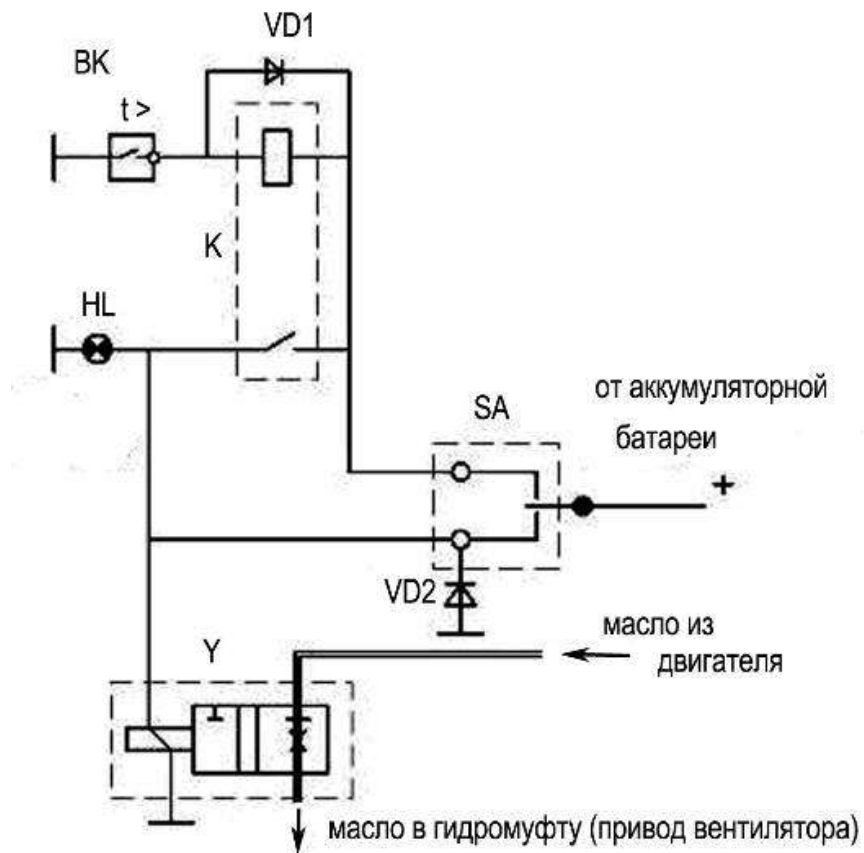 VD1
BK
t >
K
HL
SA
от аккумуляторной
батареи
+
VD2
масло из
двигателя
Y
масло в гидромуфту (привод вентилятора)